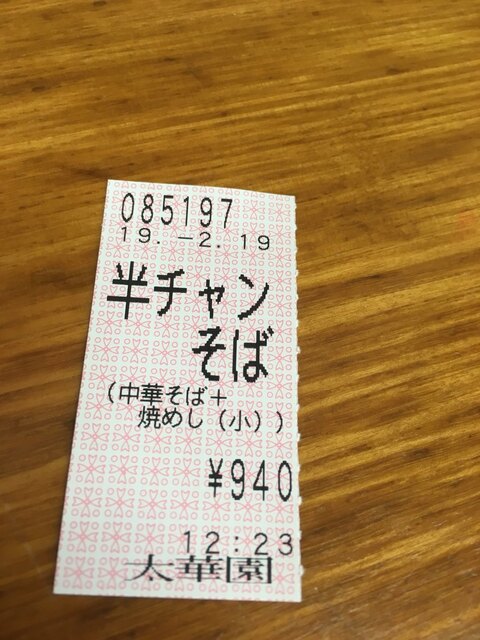 085197
19.-2.19
半チャン
そば
(中華そば+
焼めし(小))
¥940
12:23
太華園